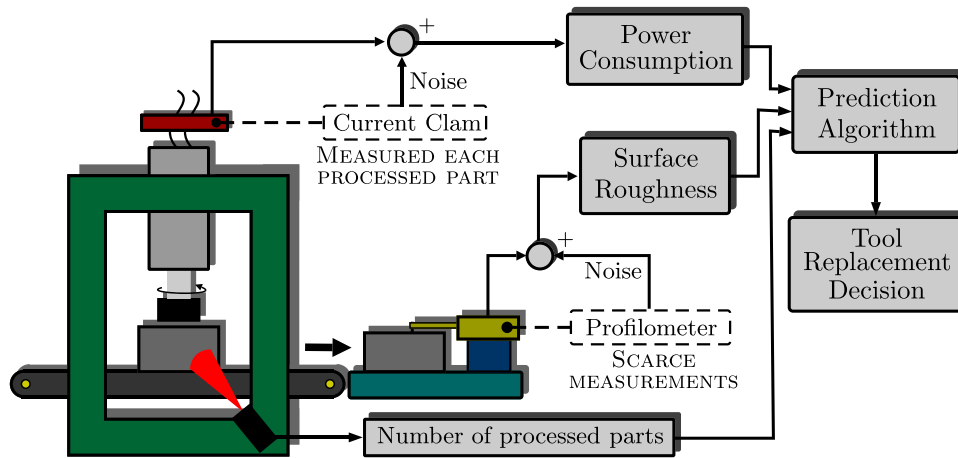 +
Power
Consumption
Noise
Current Clam
MEASURED EACH
PROCESSED PART
Prediction
Algorithm
Surface
Roughness
+
Noise
Tool
Replacement
Decision
Profilometer
SCARCE
MEASUREMENTS
Number of processed parts